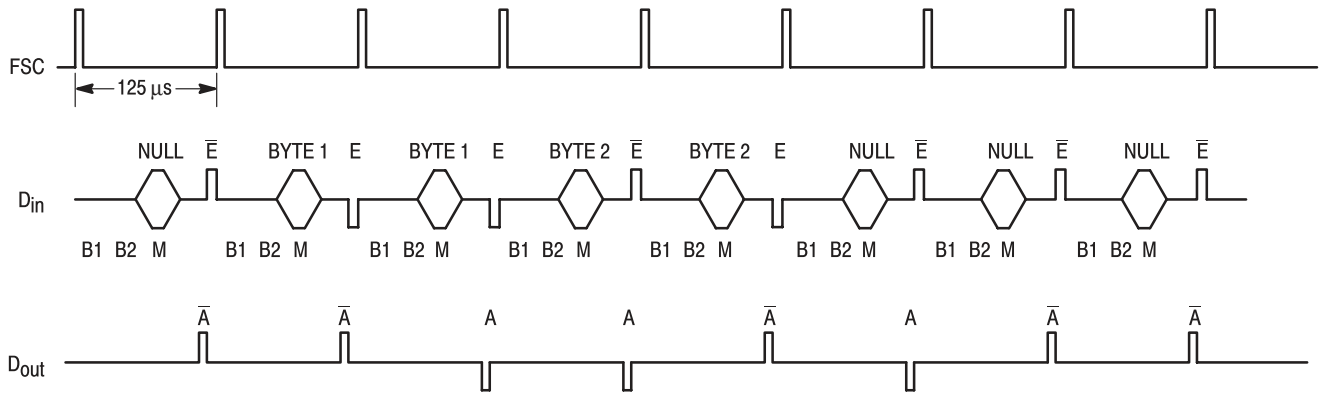 FSC
125 μs
NULL E̅ BYTE 1 E BYTE 1 E BYTE 2 E̅ BYTE 2 E NULL E̅ NULL E̅ NULL E̅
Din
B1 B2 M B1 B2 M B1 B2 M B1 B2 M B1 B2 M B1 B2 M B1 B2 M B1 B2 M
A̅ A̅ A A A̅ A A̅ A̅
Dout